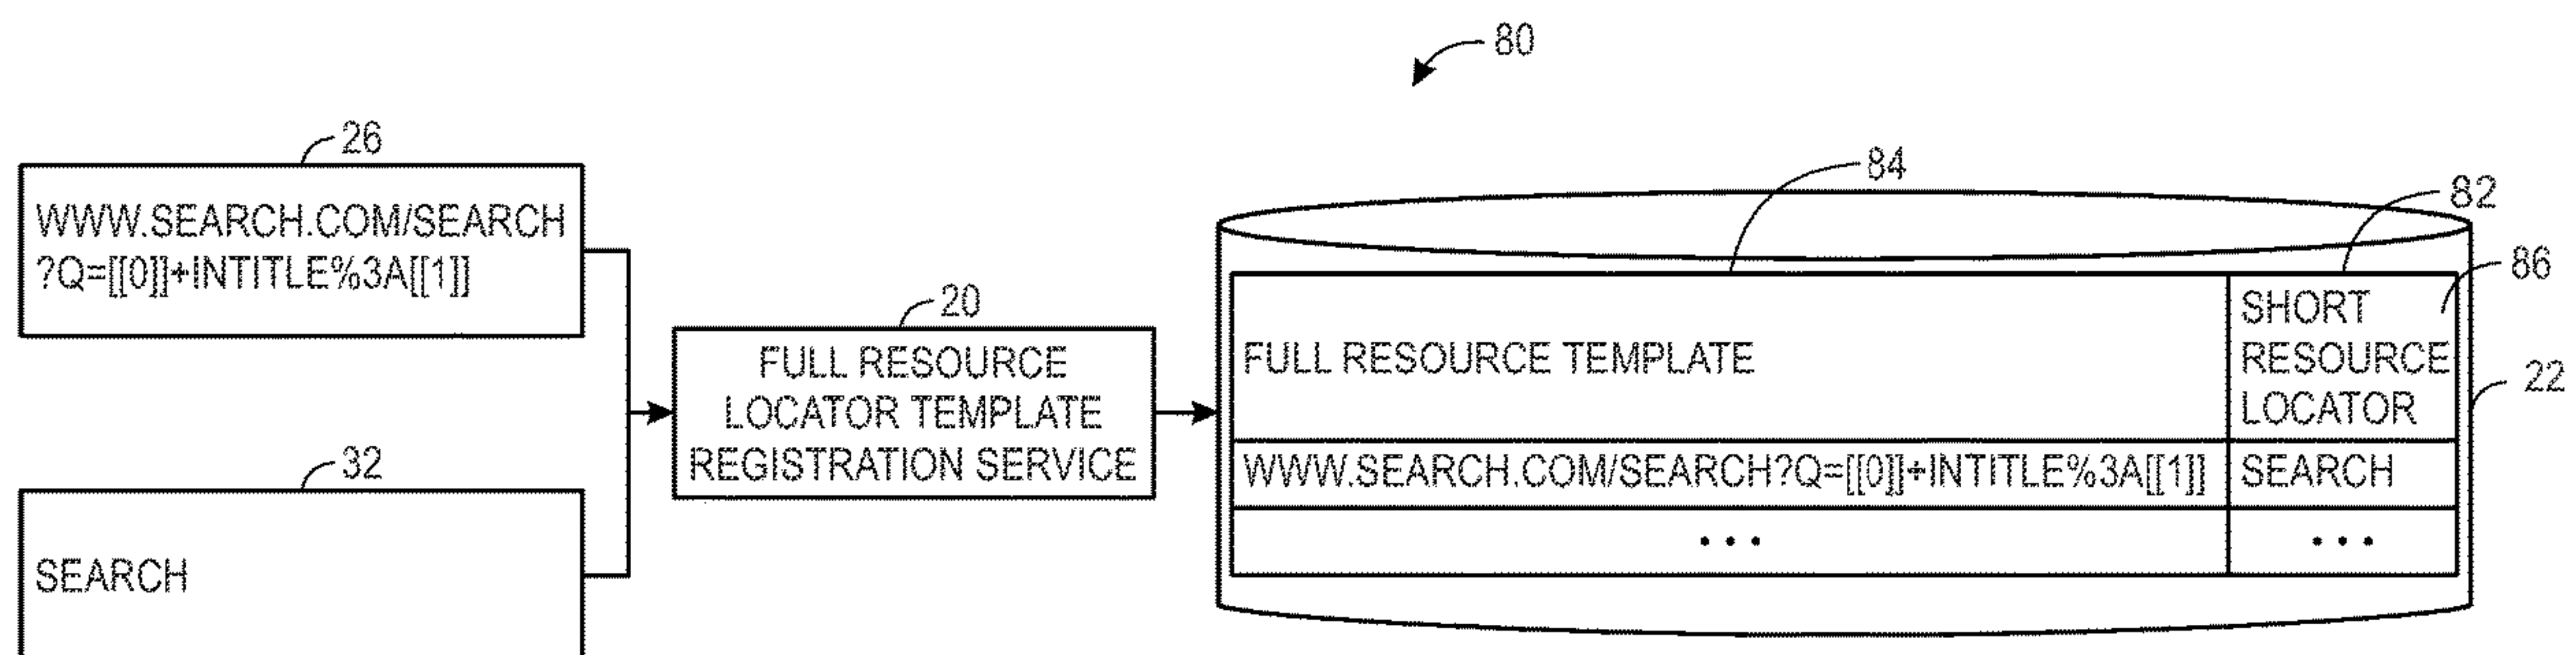 80
26
WWW.SEARCH.COM/SEARCH
?Q=[[0]]+INTITLE%3A[[1]]
32
SEARCH
20
FULL RESOURCE
LOCATOR TEMPLATE
REGISTRATION SERVICE
84
82
86
22
FULL RESOURCE TEMPLATE
SHORT
RESOURCE
LOCATOR
WWW.SEARCH.COM/SEARCH?Q=[[0]]+INTITLE%3A[[1]]
SEARCH
...
...